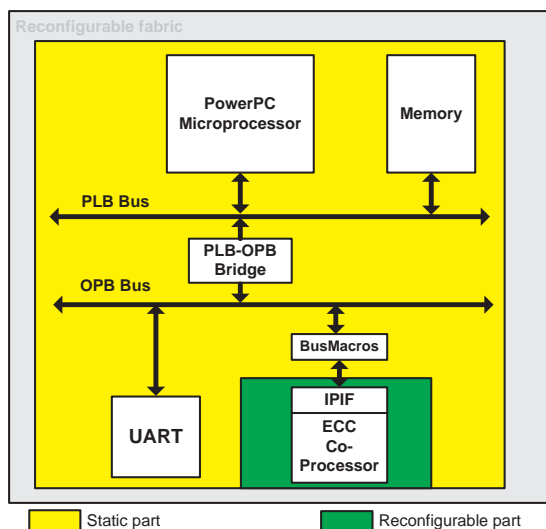 Reconfigurable fabric
PowerPC
Microprocessor
Memory
PLB Bus
PLB-OPB
Bridge
OPB Bus
BusMacros
UART
IPIF
ECC
Co-
Processor
Static part
Reconfigurable part